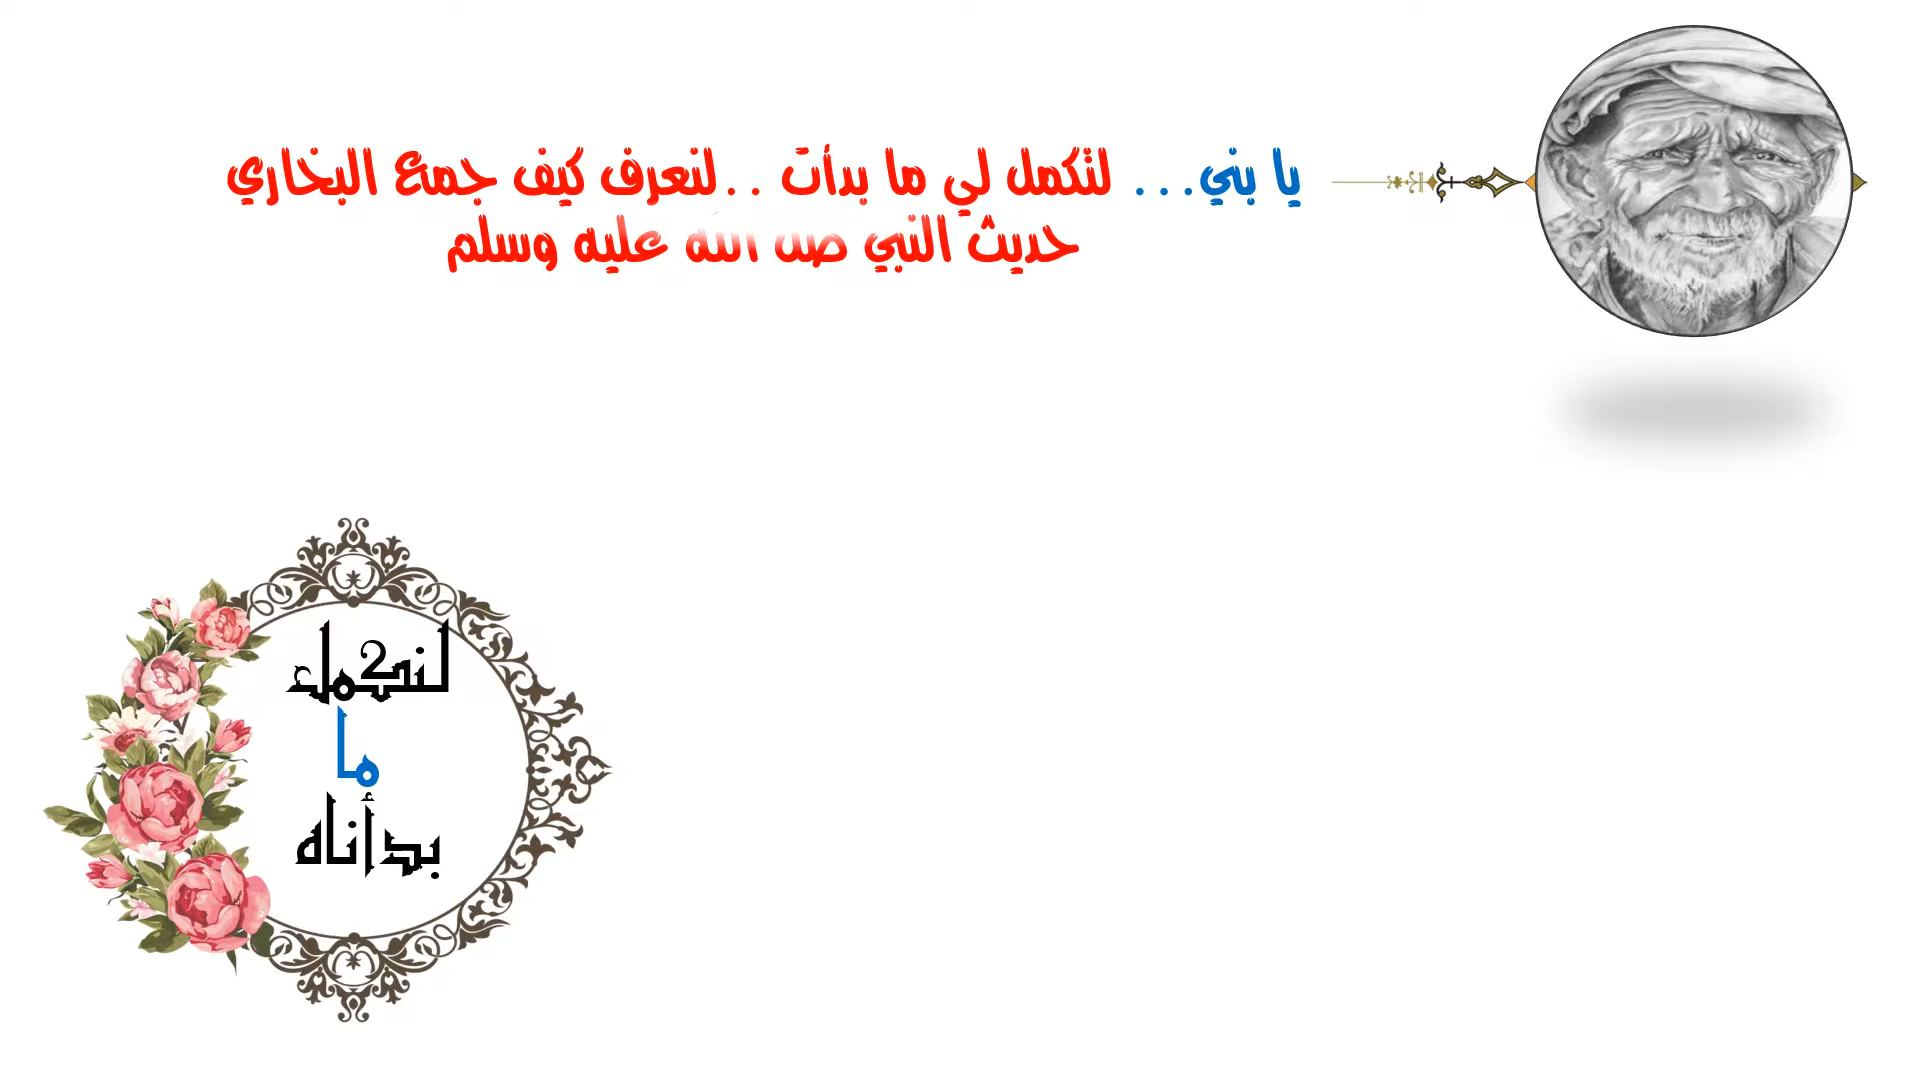 يا بني... لتكمل لي ما بدأت ..لنعرف كيف جمع البخاري
حديث النبي صلى الله عليه وسلم
لنكمل
ما
بدأناه